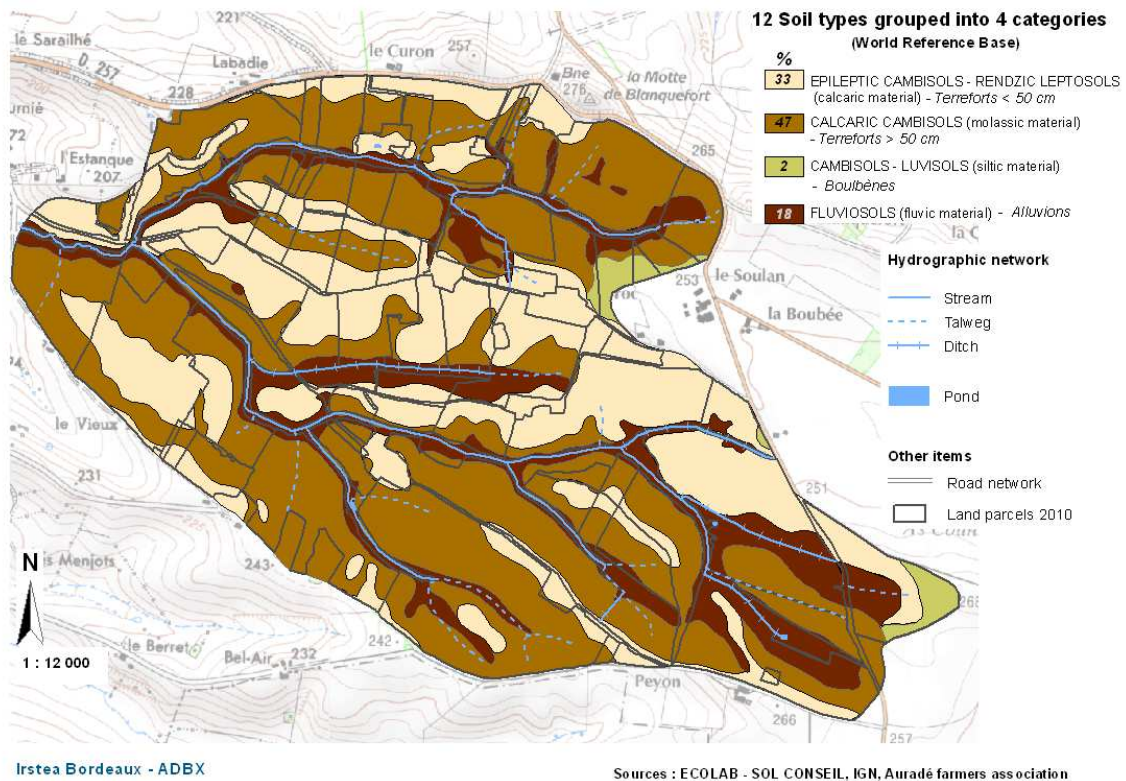 12 Soil types grouped into 4 categories
(World Reference Base)
%
33 EPILEPTIC CAMBISOLS - RENDZIC LEPTOSOLS
(calcaric material) - Terreforts < 50 cm
47 CALCARIC CAMBISOLS (molassic material)
- Terreforts > 50 cm
2 CAMBISOLS - LUVISOLS (siltic material)
- Boulbènes
18 FLUVIOSOLS (fluvic material) - Alluvions
Hydrographic network
Stream
Talweg
Ditch
Pond
Other items
Road network
Land parcels 2010
221
le Sarailhé
D. 257
Labadie
228
le Curon
257
Bne
276
la Motte
de Blanquefort
265
72
l'Estanque
207
253
le Soulan
la Boubée
le Vieux
231
251
is Menjots
243
le Berret
Bel-Air
232
242
Peyon
266
268
257
N
1 : 12 000
Irstea Bordeaux - ADBX
Sources : ECOLAB - SOL CONSEIL, IGN, Auradé farmers association